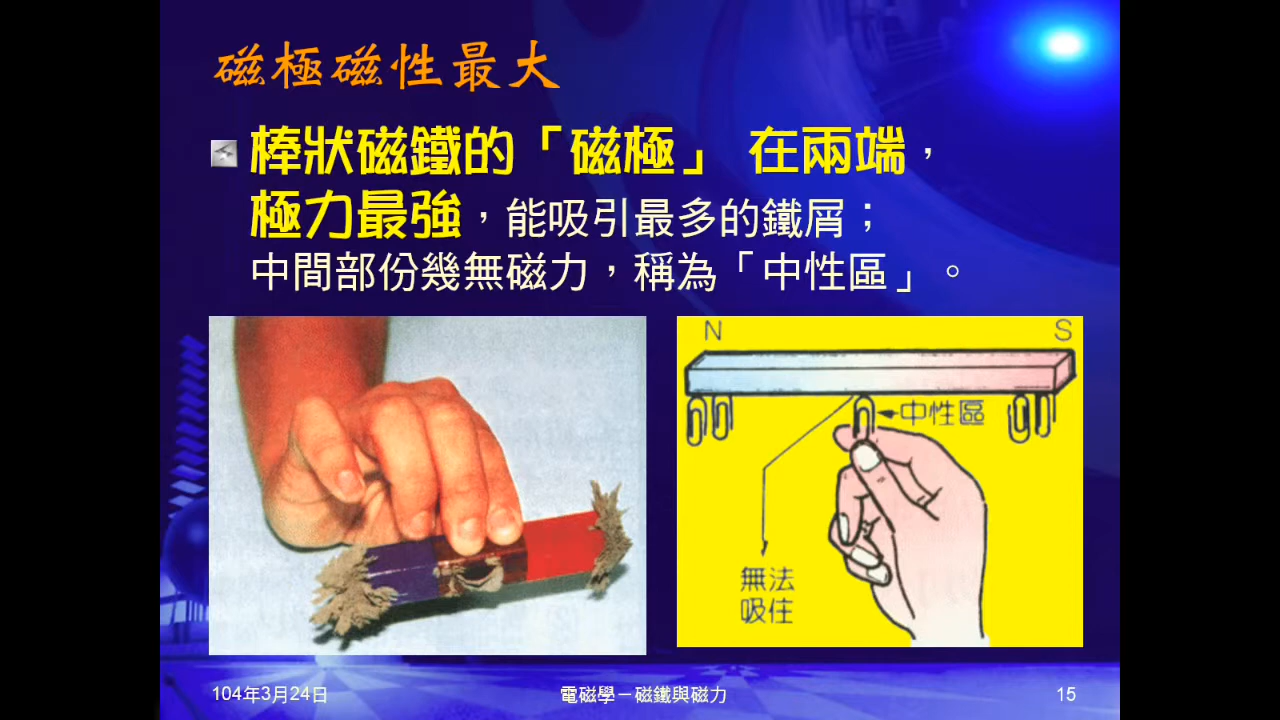 磁極磁性最大
棒狀磁鐵的「磁極」 在兩端，
極力最強，能吸引最多的鐵屑；
中間部份幾無磁力，稱為「中性區」。
N
S
中性區
無法
吸住
104年3月24日
電磁學－磁鐵與磁力
15